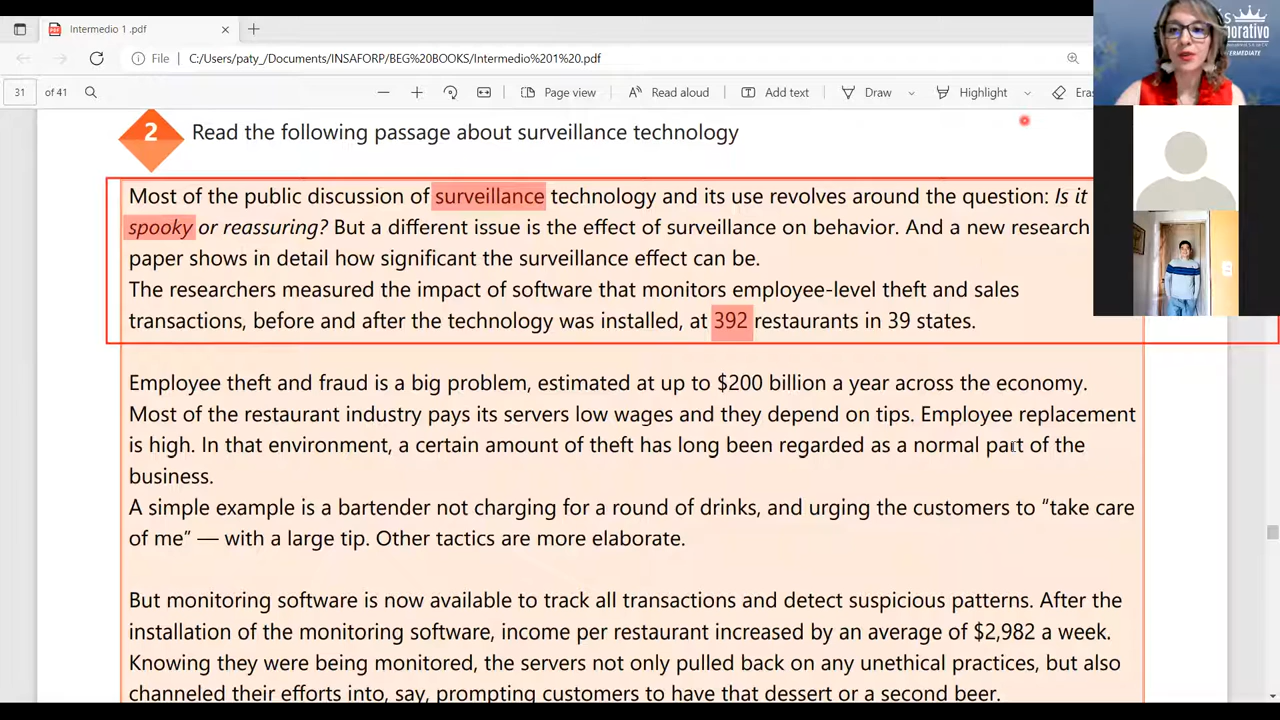 Intermedio 1 .pdf
File
C:/Users/paty_/Documents/INSAFORP/BEG%20BOOKS/Intermedio%01%20.pdf
31 of 41
Page view
Read aloud
Add text
Draw
Highlight
INTERMEDIATE
2 Read the following passage about surveillance technology
Most of the public discussion of surveillance technology and its use revolves around the question: Is it
spooky or reassuring? But a different issue is the effect of surveillance on behavior. And a new research
paper shows in detail how significant the surveillance effect can be.
The researchers measured the impact of software that monitors employee-level theft and sales
transactions, before and after the technology was installed, at 392 restaurants in 39 states.
Employee theft and fraud is a big problem, estimated at up to $200 billion a year across the economy.
Most of the restaurant industry pays its servers low wages and they depend on tips. Employee replacement
is high. In that environment, a certain amount of theft has long been regarded as a normal part of the
business.
A simple example is a bartender not charging for a round of drinks, and urging the customers to “take care
of me” — with a large tip. Other tactics are more elaborate.
But monitoring software is now available to track all transactions and detect suspicious patterns. After the
installation of the monitoring software, income per restaurant increased by an average of $2,982 a week.
Knowing they were being monitored, the servers not only pulled back on any unethical practices, but also
channeled their efforts into, say, prompting customers to have that dessert or a second beer.